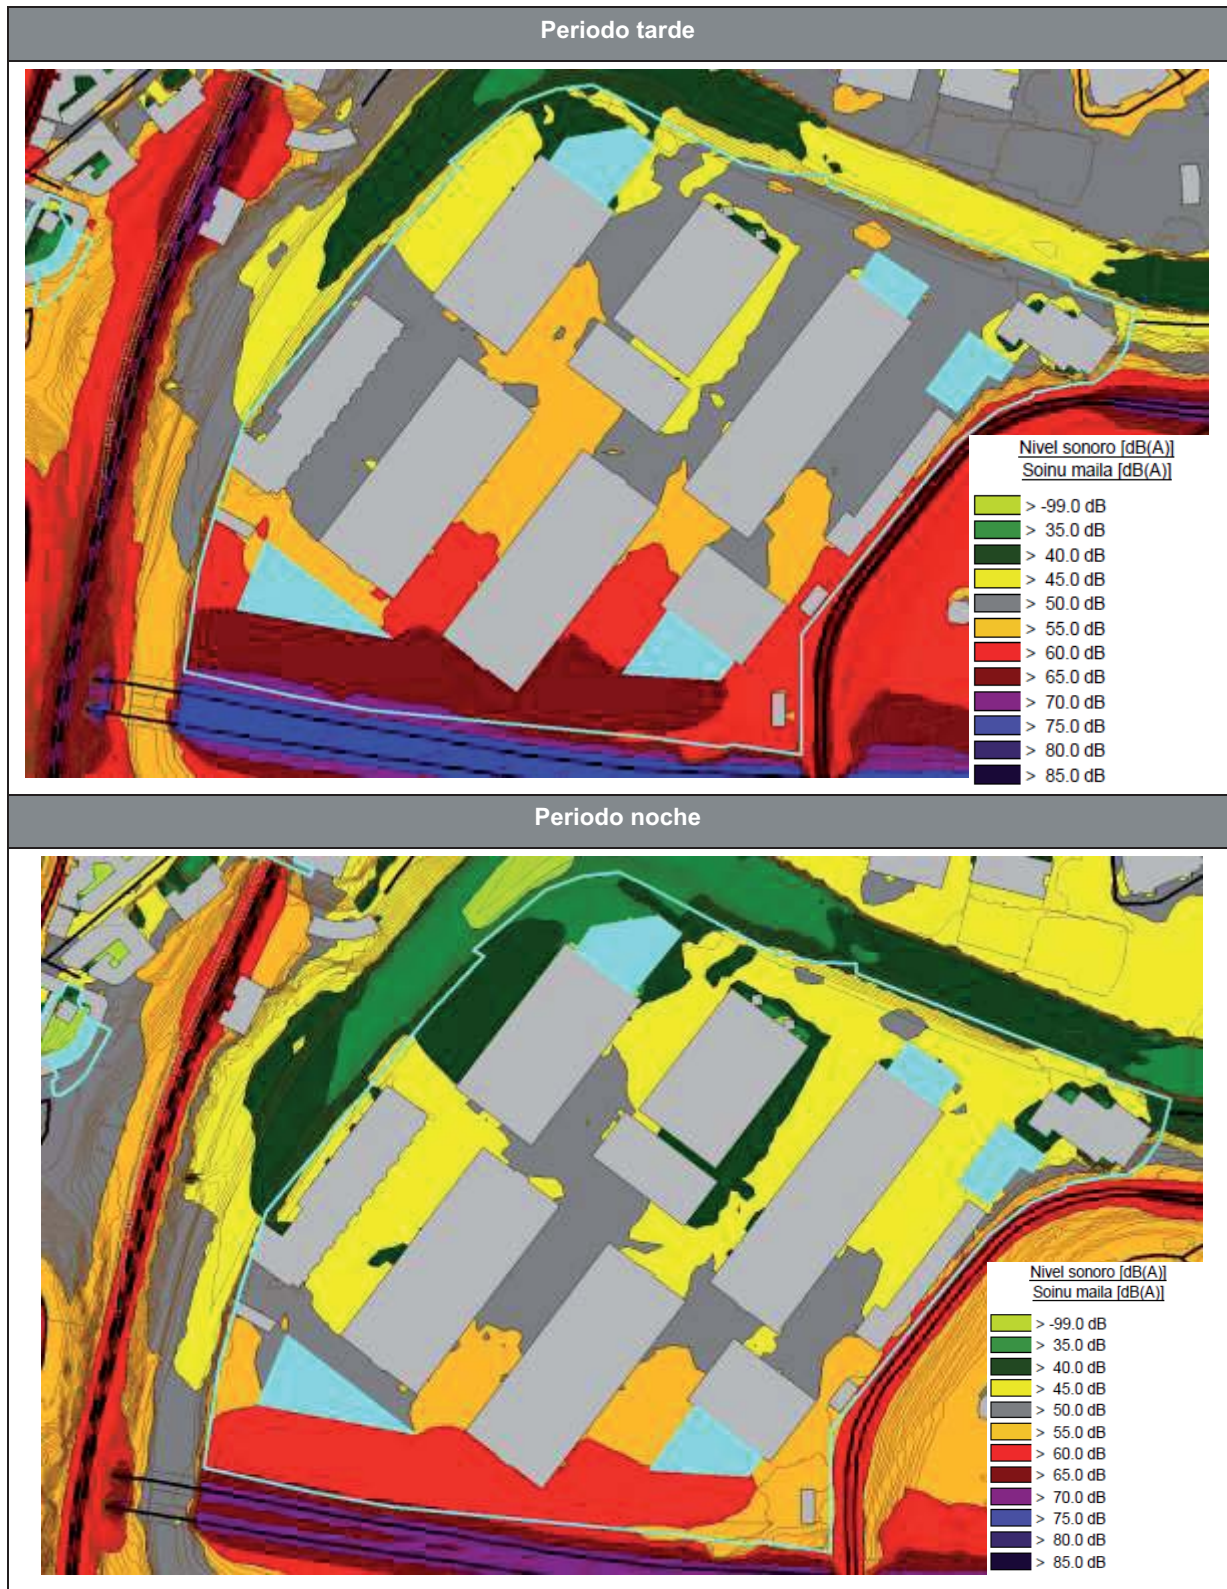 Periodo tarde
Nivel sonoro [dB(A)]
Soinu maila [dB(A)]
> -99.0 dB
> 35.0 dB
> 40.0 dB
> 45.0 dB
> 50.0 dB
> 55.0 dB
> 60.0 dB
> 65.0 dB
> 70.0 dB
> 75.0 dB
> 80.0 dB
> 85.0 dB
Periodo noche
Nivel sonoro [dB(A)]
Soinu maila [dB(A)]
> -99.0 dB
> 35.0 dB
> 40.0 dB
> 45.0 dB
> 50.0 dB
> 55.0 dB
> 60.0 dB
> 65.0 dB
> 70.0 dB
> 75.0 dB
> 80.0 dB
> 85.0 dB